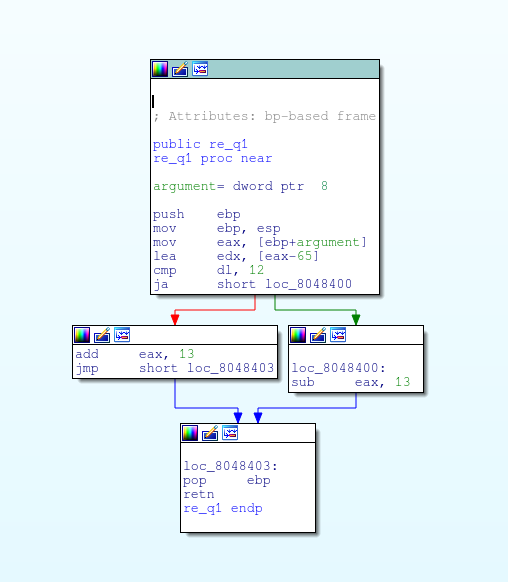 ; Attributes: bp-based frame
public re_q1
re_q1 proc near
argument= dword ptr 8
push ebp
mov ebp, esp
mov eax, [ebp+argument]
lea edx, [eax-65]
cmp dl, 12
ja short loc_8048400
add eax, 13
jmp short loc_8048403
loc_8048400:
sub eax, 13
loc_8048403:
pop ebp
retn
re_q1 endp